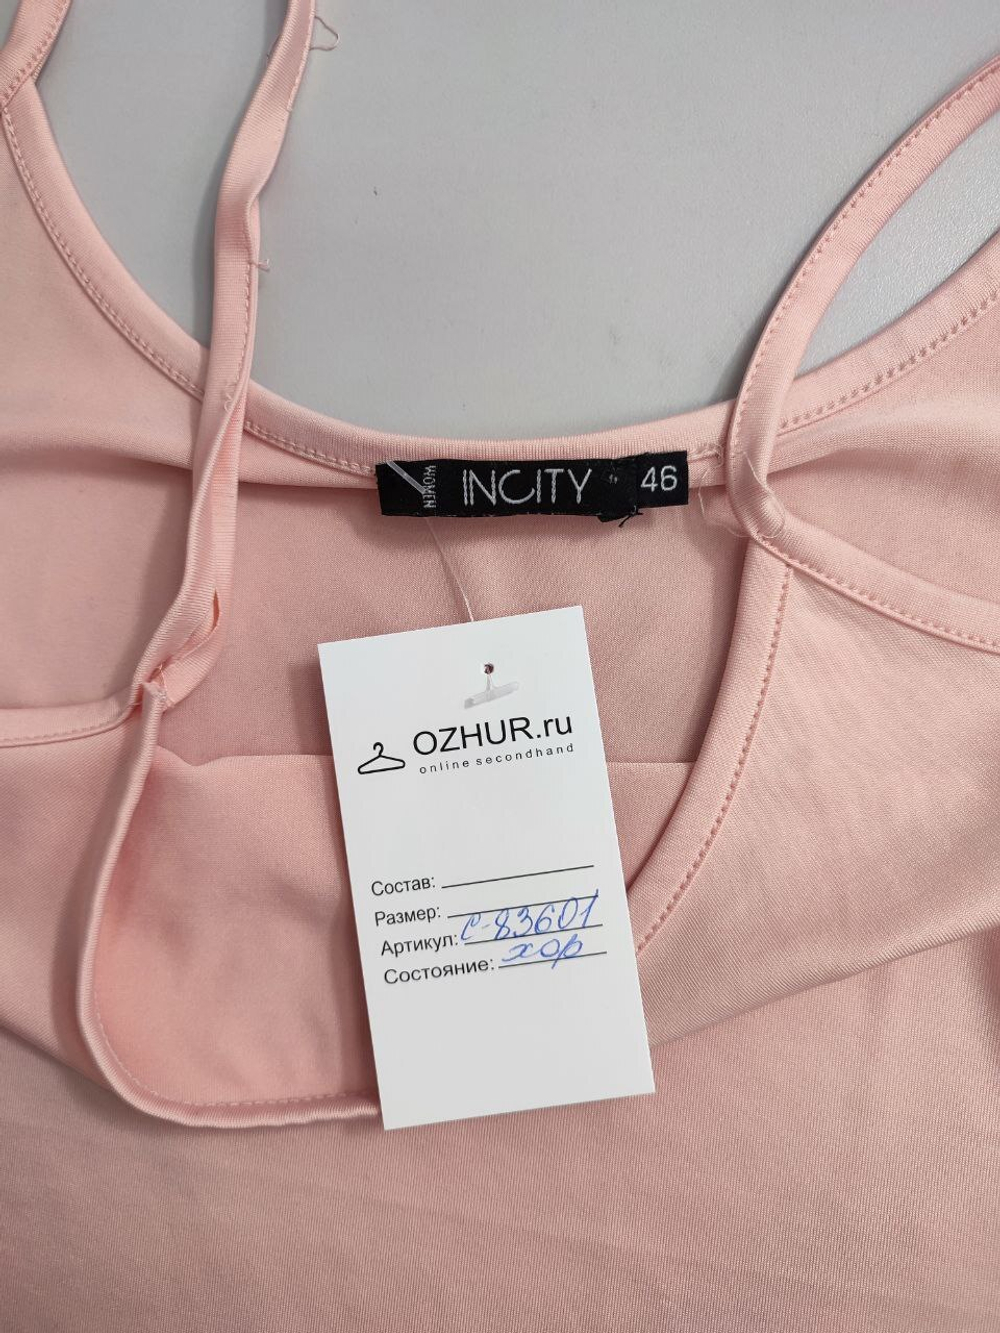 WOMEN INCITY 46
OZHUR.ru
online secondhand
Состав:
Размер:
Артикул: С-83601
Состояние: хор